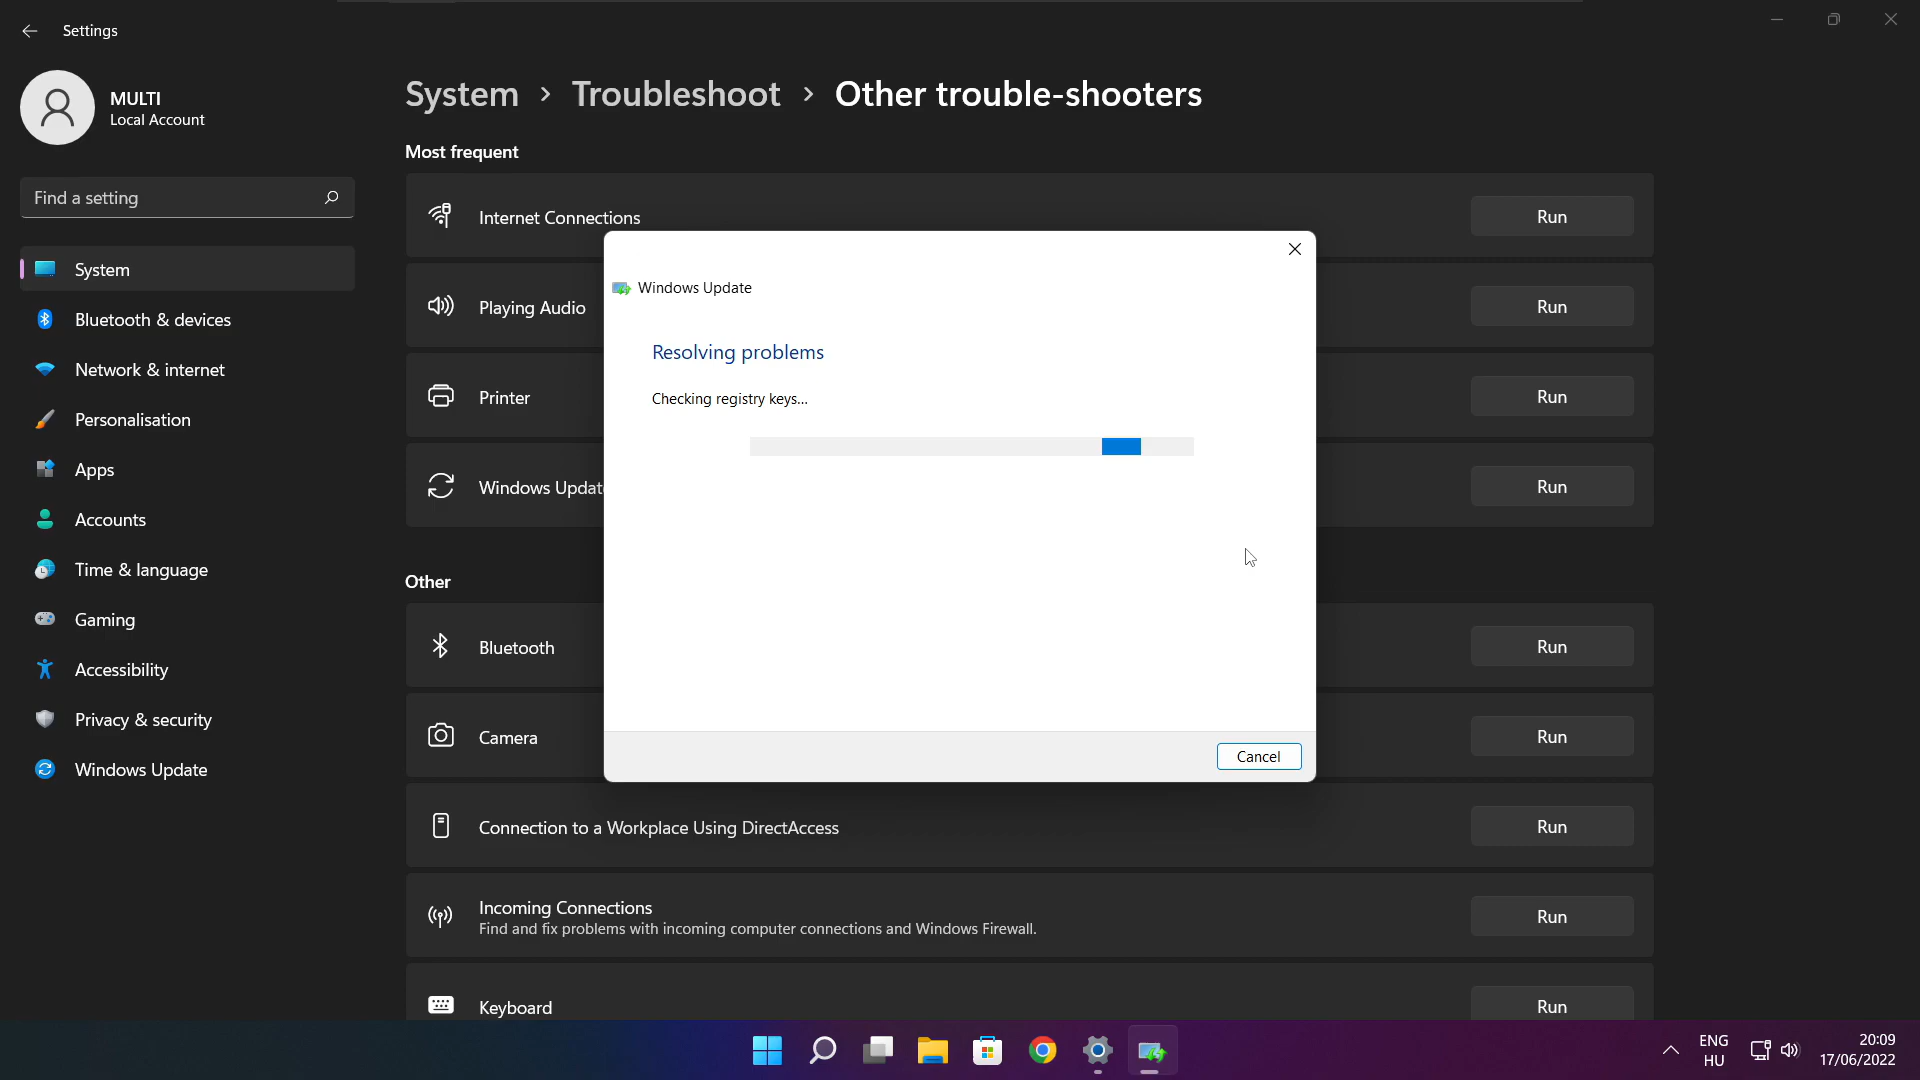 Settings
MULTI
Local Account
Find a setting
System
Bluetooth & devices
Network & internet
Personalisation
Apps
Accounts
Time & language
Gaming
Accessibility
Privacy & security
Windows Update
System > Troubleshoot > Other trouble-shooters
Most frequent
Internet Connections Run
Playing Audio Run
Printer Run
Windows Updat Run
Windows Update
Resolving problems
Checking registry keys...
Cancel
Other
Bluetooth Run
Camera Run
Connection to a Workplace Using DirectAccess Run
Incoming Connections Run
Find and fix problems with incoming computer connections and Windows Firewall.
Keyboard Run
ENG
HU
20:09
17/06/2022